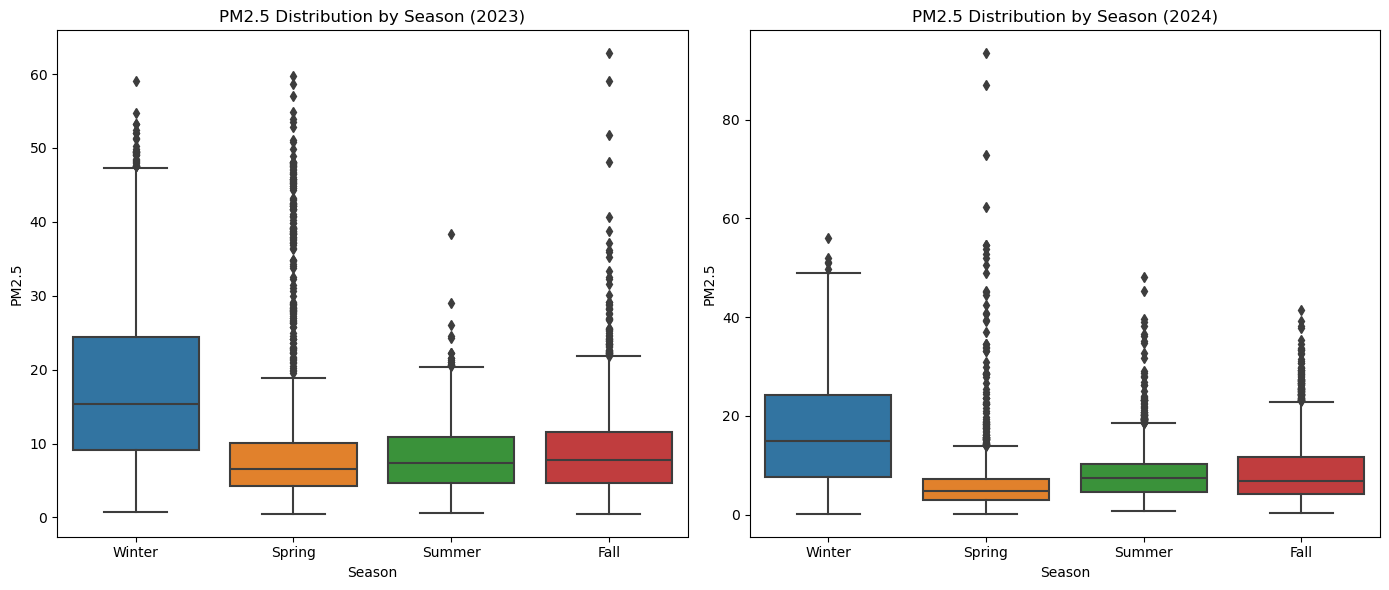 PM2.5 Distribution by Season (2023)
PM2.5
60
50
40
30
20
10
0
Winter
Spring
Summer
Fall
Season
PM2.5 Distribution by Season (2024)
PM2.5
80
60
40
20
0
Winter
Spring
Summer
Fall
Season